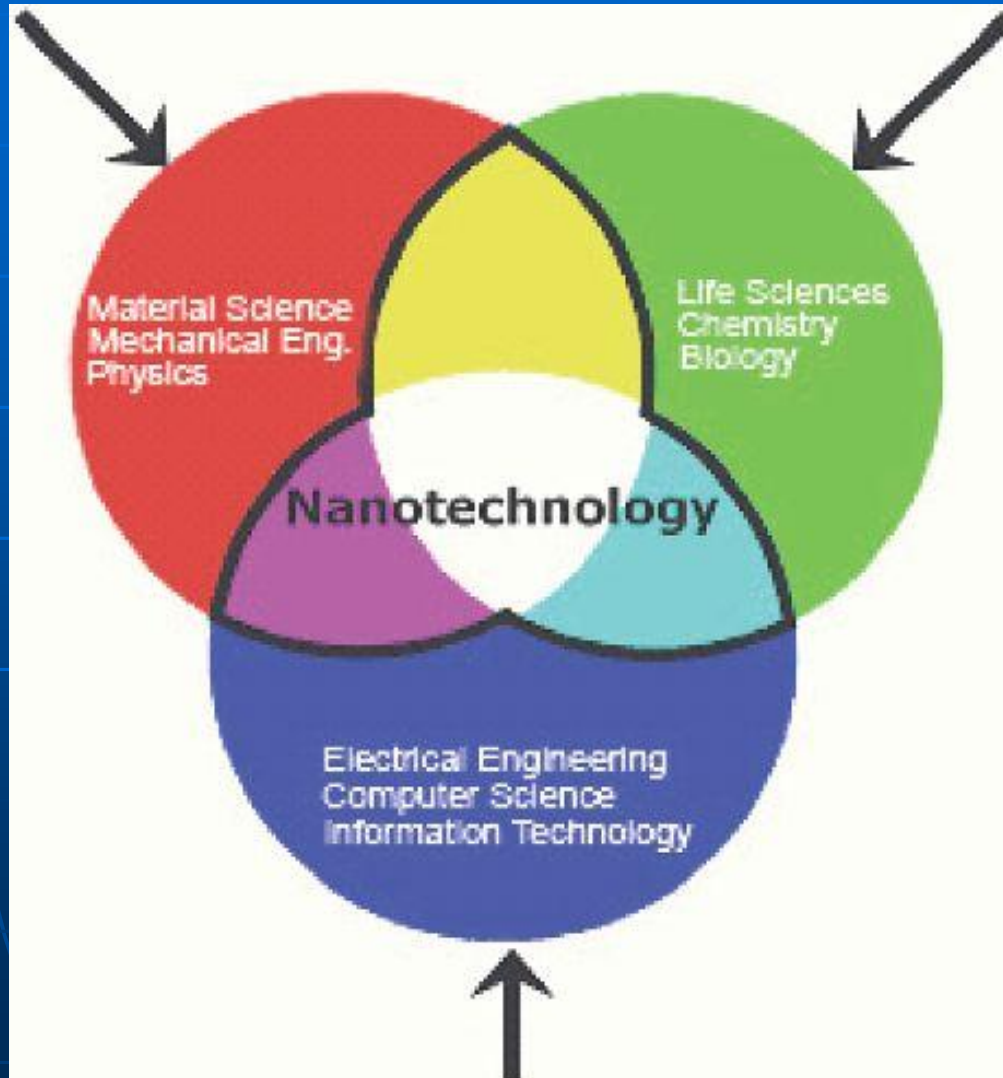 Material Science
Mechanical Eng.
Physics
Life Sciences
Chemistry
Biology
Nanotechnology
Electrical Engineering
Computer Science
Information Technology